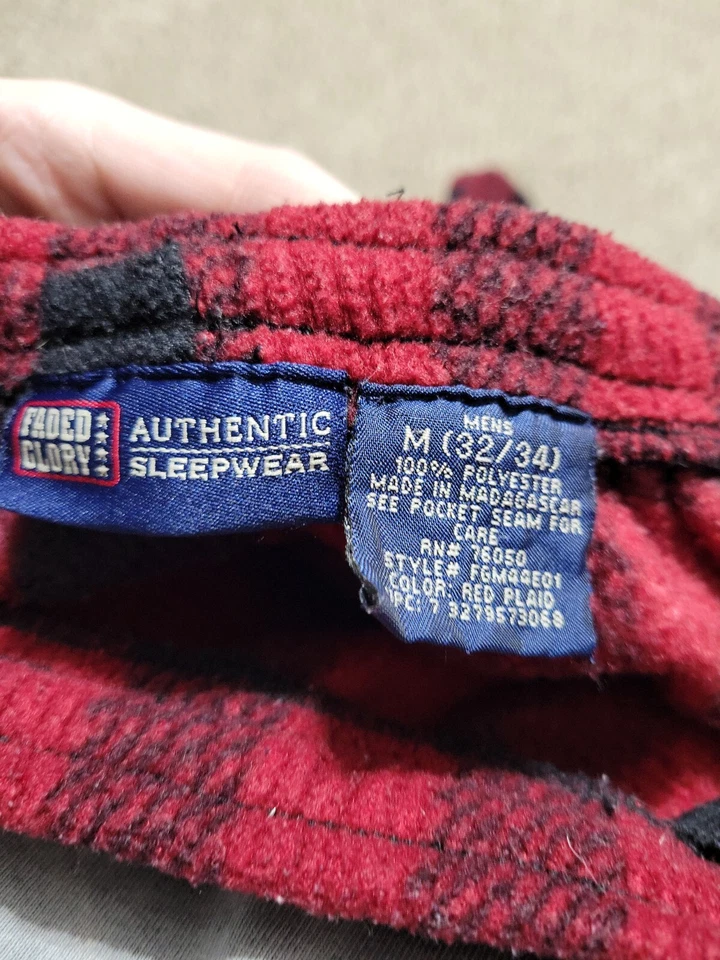 FADED
GLORY
AUTHENTIC
SLEEPWEAR
MENS
M (32/34)
100% POLYESTER
MADE IN MADAGASCAR
SEE POCKET SEAM FOR
CARE
RN# 76050
STYLE# FGM44E01
COLOR: RED PLAID
UPC: 7 3279573068